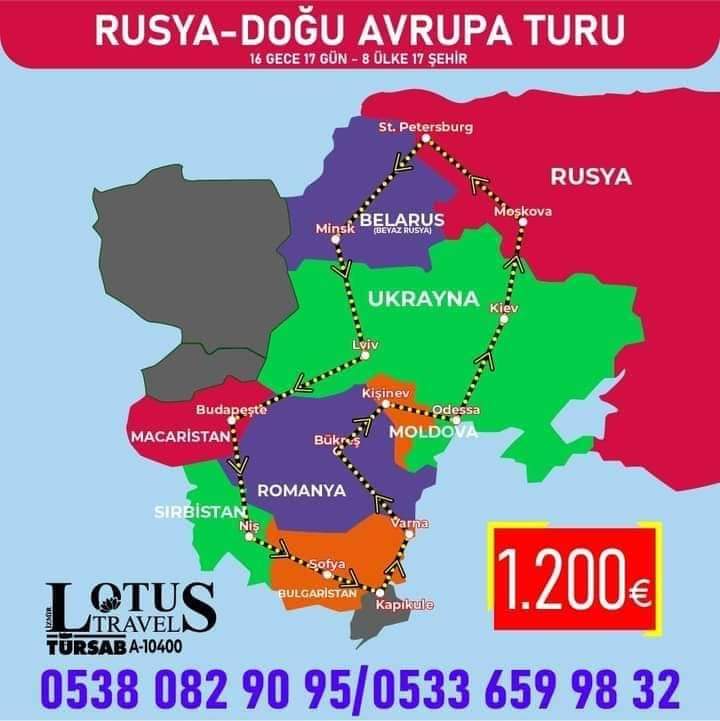 RUSYA-DOĞU AVRUPA TURU
16 GECE 17 GÜN - 8 ÜLKE 17 ŞEHİR
St. Petersburg
RUSYA
Moskova
BELARUS
(BEYAZ RUSYA)
Minsk
UKRAYNA
Kiev
Lviv
Kişinev
Budapeşte
Odessa
MACARİSTAN
MOLDOVA
Bükreş
ROMANYA
SIRBİSTAN
Niş
Varna
Sofya
BULGARİSTAN
Kapıkule
1.200€
İZMİR
LOTUS
TRAVEL
TÜRSAB A-10400
0538 082 90 95/0533 659 98 32